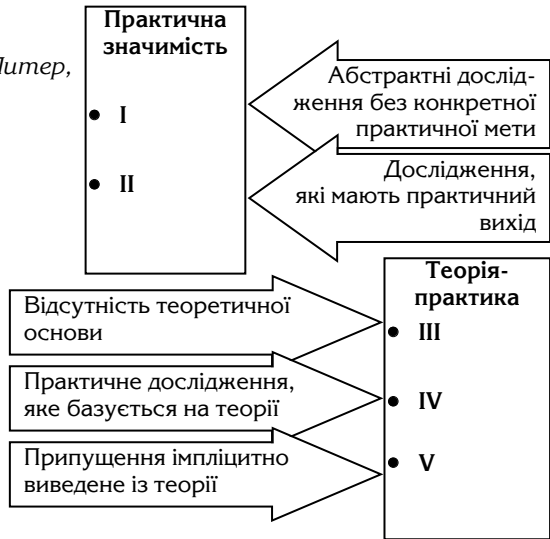 Питер,
Практична
значимість
• I
• II
Абстрактні дослід-
ження без конкретної
практичної мети
Дослідження,
які мають практичний
вихід
Теорія-
практика
• III
• IV
• V
Відсутність теоретичної
основи
Практичне дослідження,
яке базується на теорії
Припущення імпліцитно
виведене із теорії